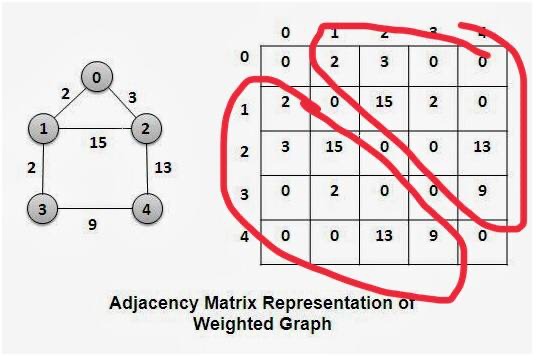 0 1 2 3
0 0 2 3 0 0
0
2 3
1 2 0 15 2 0
1 2
15
2 3 15 0 0 13
2 13
3 0 2 0 0 9
3 4
9
4 0 0 13 9 0
Adjacency Matrix Representation of
Weighted Graph